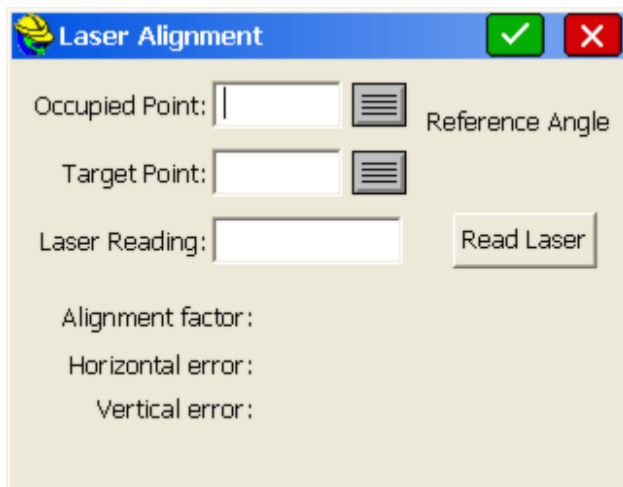 Laser Alignment
Occupied Point:
Reference Angle
Target Point:
Laser Reading:
Read Laser
Alignment factor:
Horizontal error:
Vertical error: